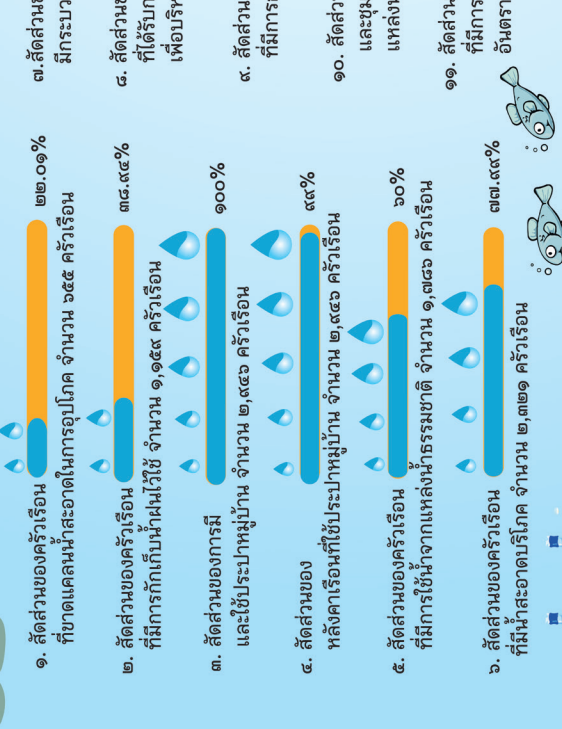 ๑. สัดส่วนของครัวเรือน
ที่ขาดแคลนน้ำสะอาดในการอุปโภค จำนวน ๖๕๕ ครัวเรือน
๒๒.๐๑%
๒. สัดส่วนของครัวเรือน
ที่มีการกักเก็บน้ำฝนไว้ใช้ จำนวน ๑,๑๕๙ ครัวเรือน
๓๘.๙๔%
๓. สัดส่วนของการมี
และใช้ประปาหมู่บ้าน จำนวน ๒,๙๔๖ ครัวเรือน
๑๐๐%
๔. สัดส่วนของ
หลังคาเรือนที่ใช้ประปาหมู่บ้าน จำนวน ๒,๙๔๖ ครัวเรือน
๙๙%
๕. สัดส่วนของครัวเรือน
ที่มีการใช้น้ำจากแหล่งน้ำธรรมชาติ จำนวน ๑,๗๘๖ ครัวเรือน
๖๐%
๖. สัดส่วนของครัวเรือน
ที่มีน้ำสะอาดบริโภค จำนวน ๒,๓๒๑ ครัวเรือน
๗๗.๙๙%
๗.สัดส่วน
มีกระบว
๘. สัดส่วน
ที่ได้รับก
เพื่อบริห
๙. สัดส่วน
ที่มีการ
๑๐. สัดส่ว
และชุม
แหล่งน
๑๑. สัดส่วน
ที่มีการ
อันตรา